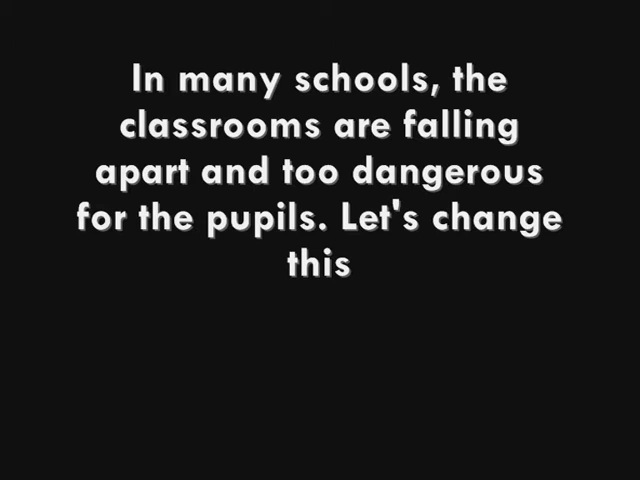 In many schools, the
classrooms are falling
apart and too dangerous
for the pupils. Let's change
this